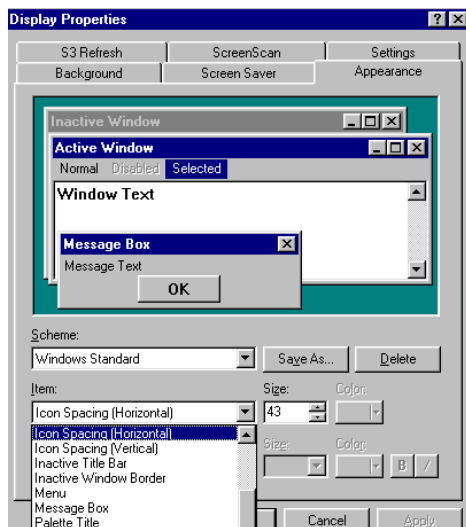 Display Properties
S3 Refresh ScreenScan Settings
Background Screen Saver Appearance
Inactive Window
Active Window
Normal Disabled Selected
Window Text
Message Box
Message Text
OK
Scheme:
Windows Standard Save As... Delete
Item: Size: Color:
Icon Spacing (Horizontal) 43
Icon Spacing (Horizontal)
Icon Spacing (Vertical) Size: Color:
Inactive Title Bar B /
Inactive Window Border
Menu
Message Box
Palette Title Cancel Apply